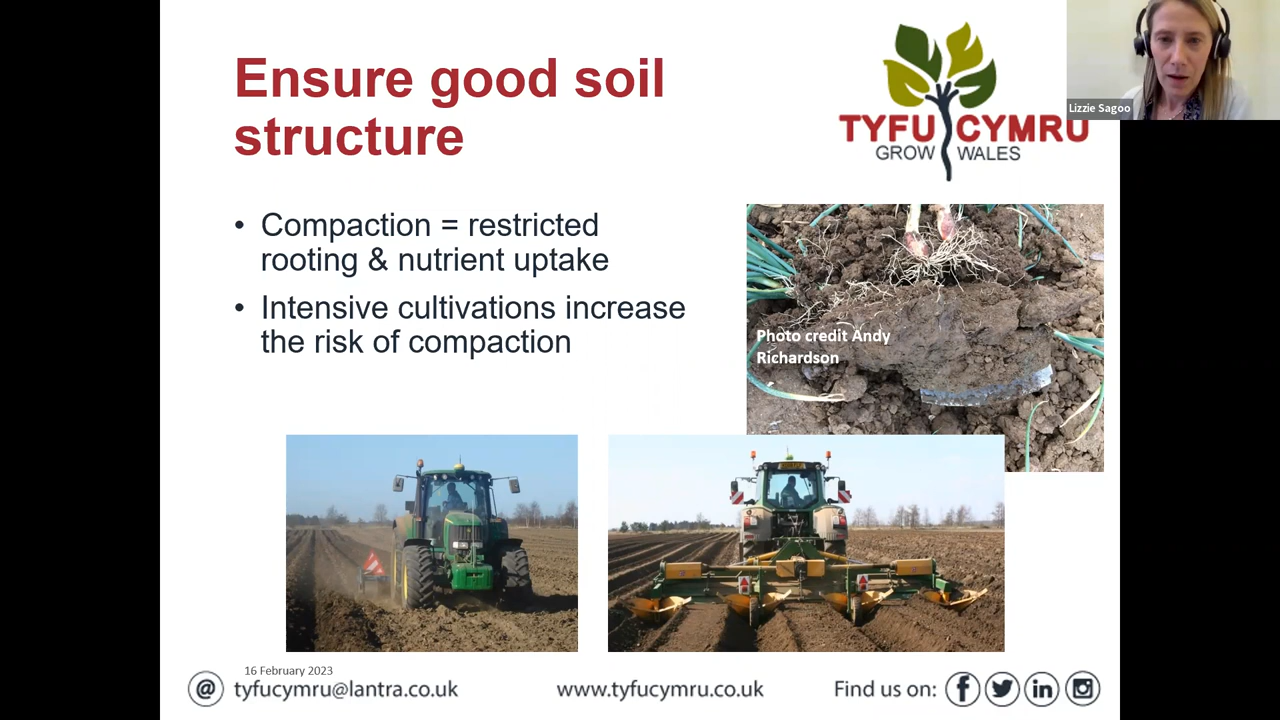 Ensure good soil
structure
TYFU CYMRU
GROW WALES
Lizzie Sagoo
• Compaction = restricted
rooting & nutrient uptake
• Intensive cultivations increase
the risk of compaction
Photo credit Andy
Richardson
16 February 2023
@ tyfucymru@lantra.co.uk
www.tyfucymru.co.uk
Find us on: